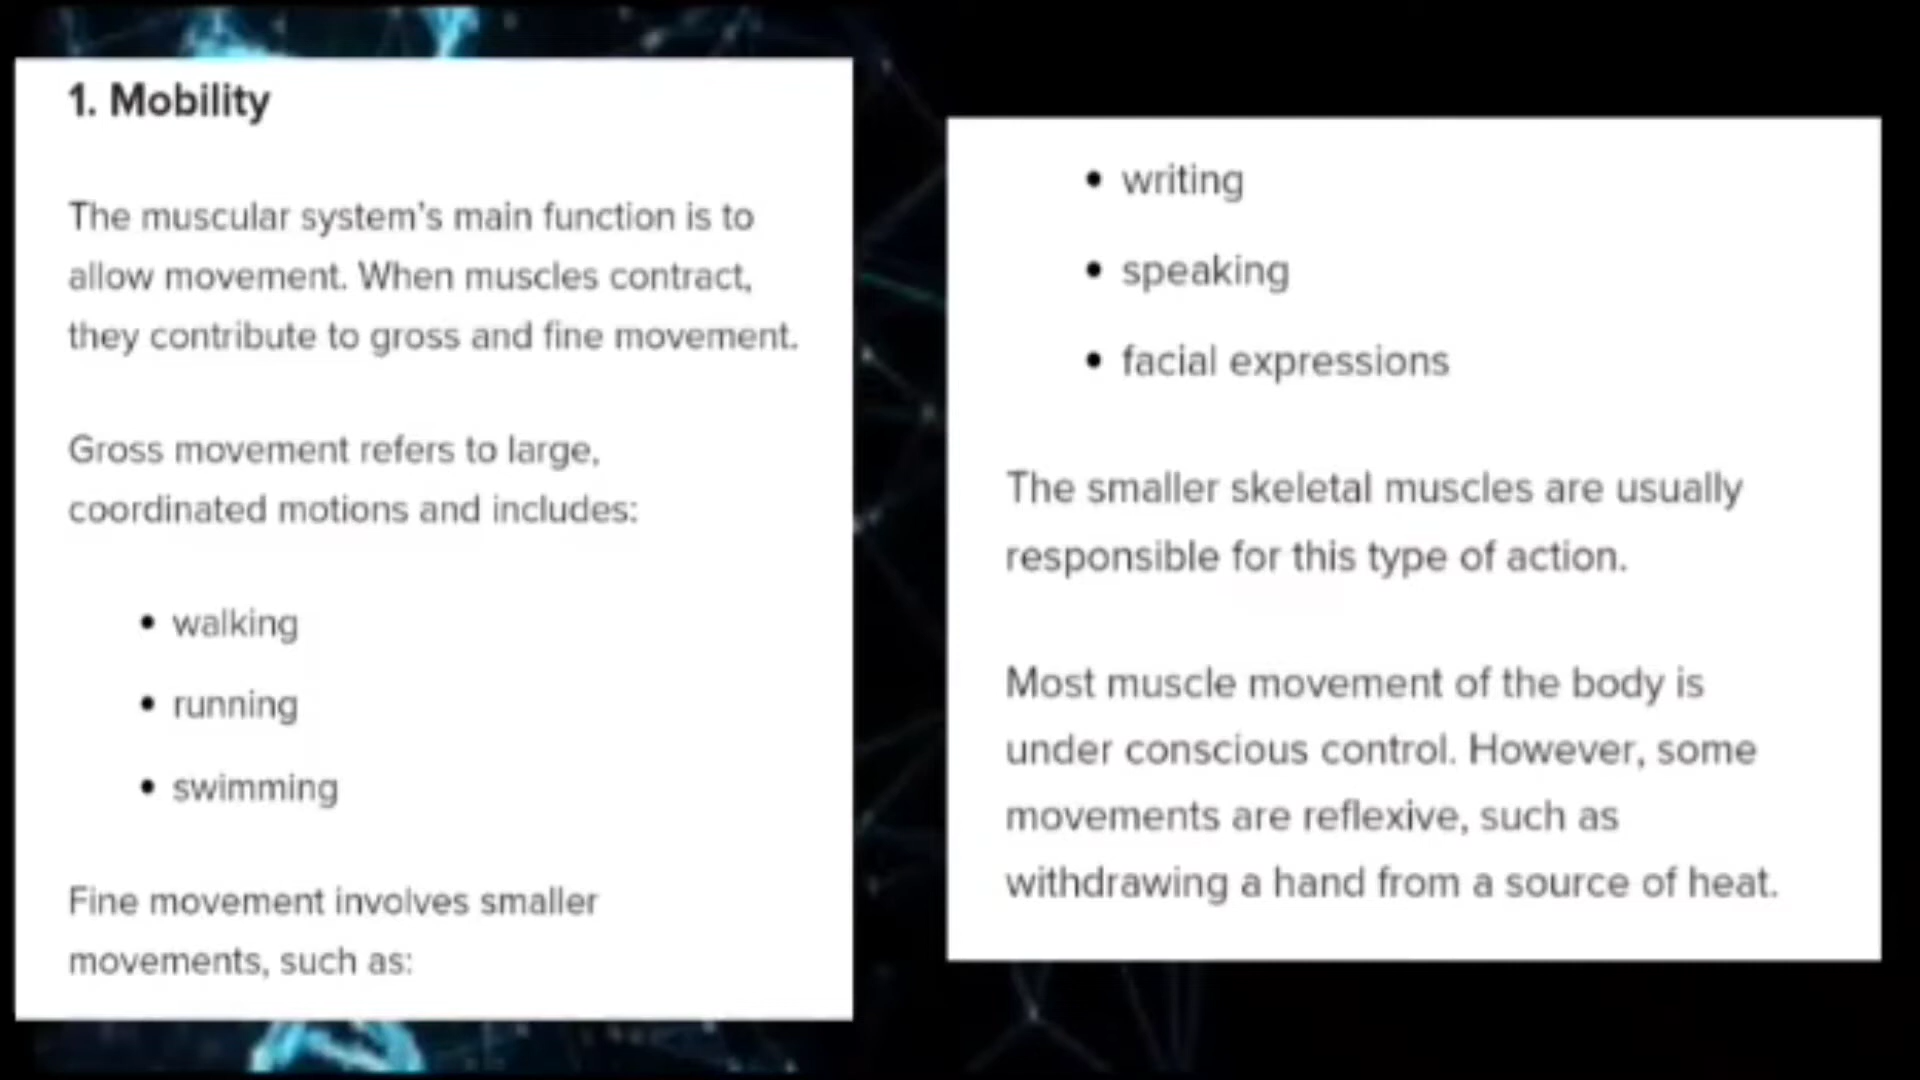 1. Mobility
The muscular system's main function is to
allow movement. When muscles contract,
they contribute to gross and fine movement.
Gross movement refers to large,
coordinated motions and includes:
• walking
• running
• swimming
Fine movement involves smaller
movements, such as:
• writing
• speaking
• facial expressions
The smaller skeletal muscles are usually
responsible for this type of action.
Most muscle movement of the body is
under conscious control. However, some
movements are reflexive, such as
withdrawing a hand from a source of heat.